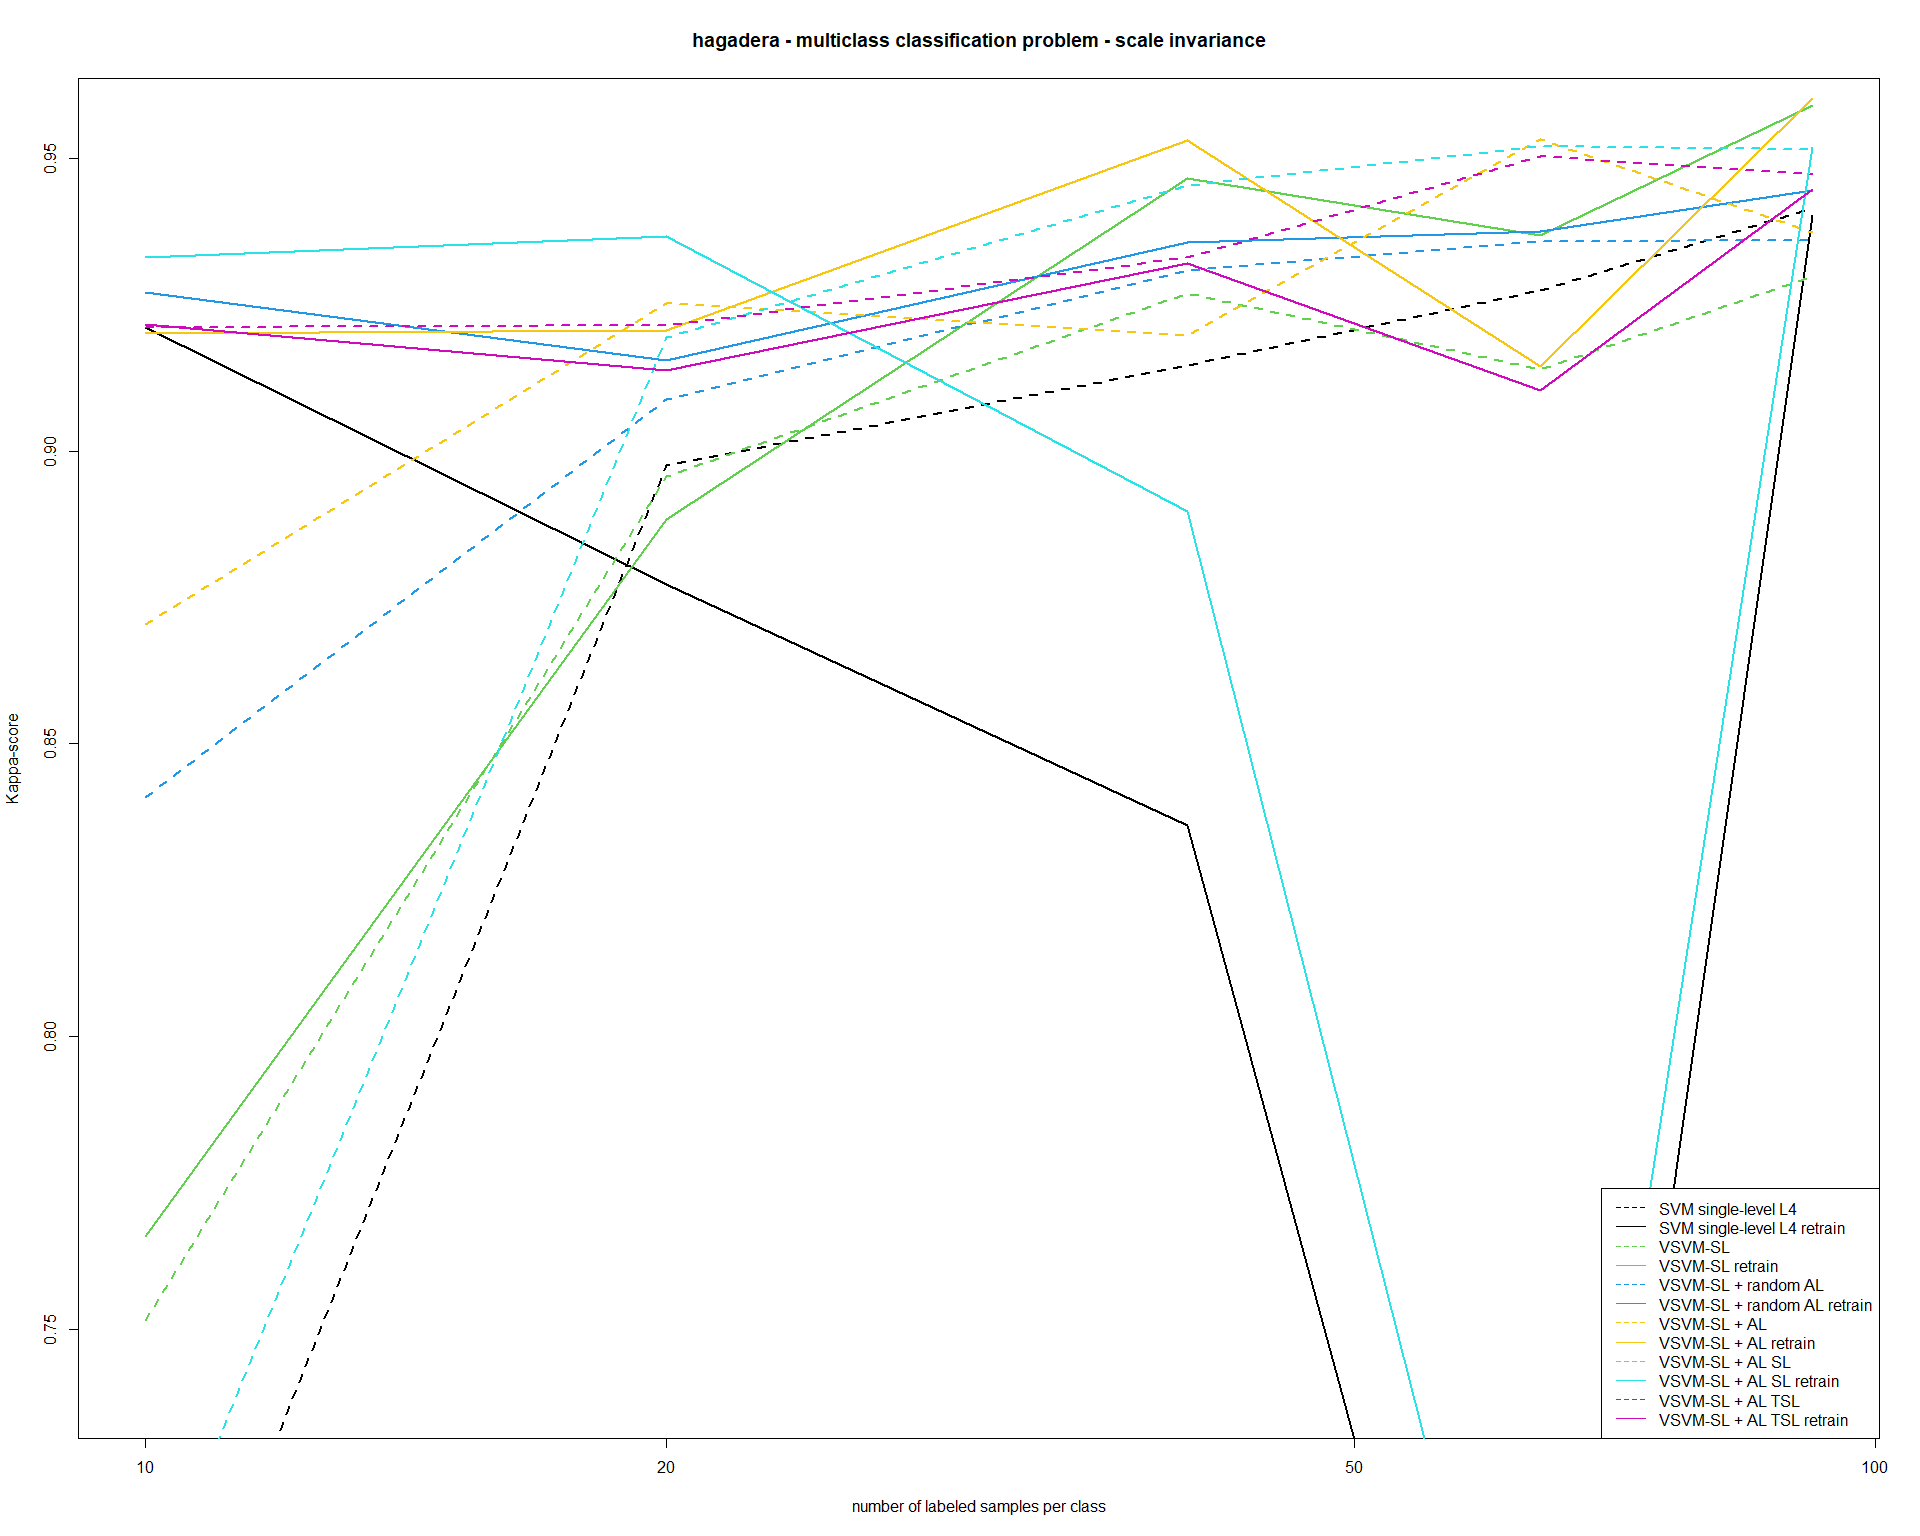 hagadera - multiclass classification problem - scale invariance
Kappa-score
0.95
0.90
0.85
0.80
0.75
10
20
50
100
number of labeled samples per class
SVM single-level L4
SVM single-level L4 retrain
VSVM-SL
VSVM-SL retrain
VSVM-SL + random AL
VSVM-SL + random AL retrain
VSVM-SL + AL
VSVM-SL + AL retrain
VSVM-SL + AL SL
VSVM-SL + AL SL retrain
VSVM-SL + AL TSL
VSVM-SL + AL TSL retrain